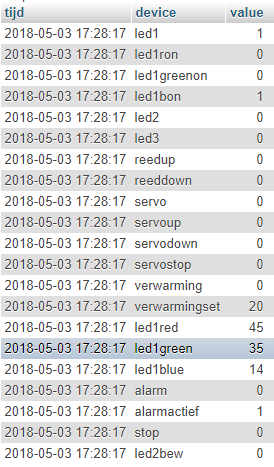 tijd device value
2018-05-03 17:28:17 led1 1
2018-05-03 17:28:17 led1ron 0
2018-05-03 17:28:17 led1greenon 0
2018-05-03 17:28:17 led1bon 1
2018-05-03 17:28:17 led2 0
2018-05-03 17:28:17 led3 0
2018-05-03 17:28:17 reedup 0
2018-05-03 17:28:17 reeddown 0
2018-05-03 17:28:17 servo 0
2018-05-03 17:28:17 servoup 0
2018-05-03 17:28:17 servodown 0
2018-05-03 17:28:17 servostop 0
2018-05-03 17:28:17 verwarming 0
2018-05-03 17:28:17 verwarmingset 20
2018-05-03 17:28:17 led1red 45
2018-05-03 17:28:17 led1green 35
2018-05-03 17:28:17 led1blue 14
2018-05-03 17:28:17 alarm 0
2018-05-03 17:28:17 alarmactief 1
2018-05-03 17:28:17 stop 0
2018-05-03 17:28:17 led2bew 0